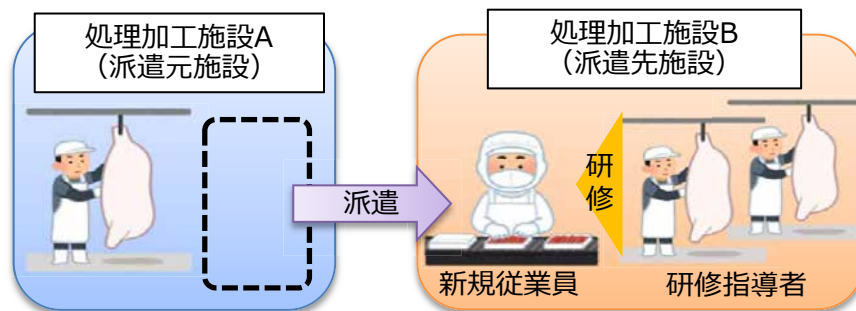 処理加工施設A
（派遣元施設）
処理加工施設B
（派遣先施設）
派遣
研修
新規従業員
研修指導者